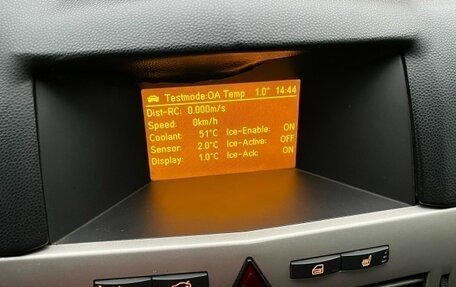 Testmode:OA Temp 1.0° 14:44
Dist-RC: 0.000m/s
Speed: 0km/h
Coolant: 51°C Ice-Enable: ON
Sensor: 2.0°C Ice-Active: OFF
Display: 1.0°C Ice-Ack: ON